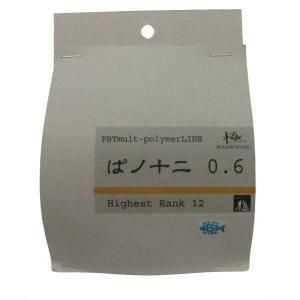 PBTmult-polymerLINE
ぱノ十二 0.6
Highest Rank 12